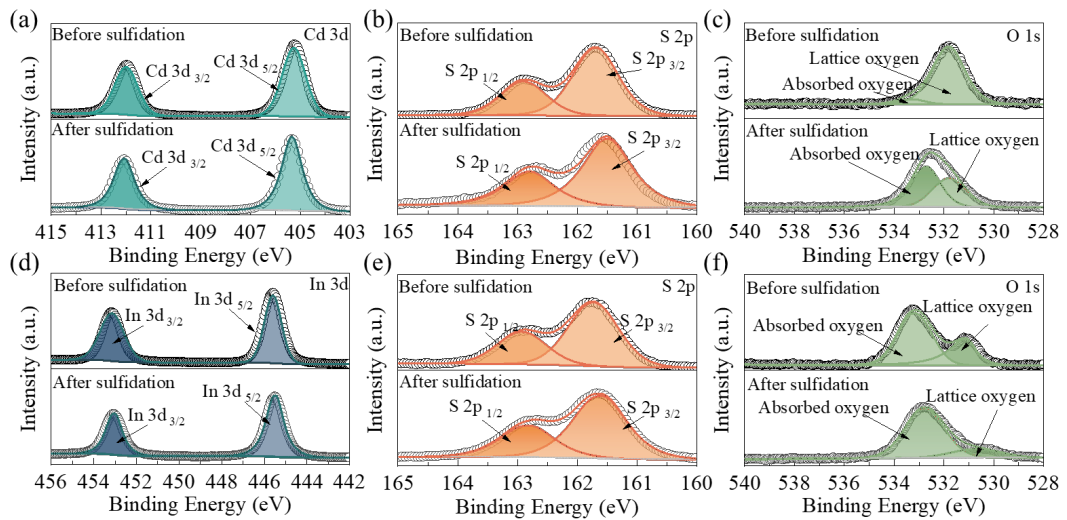 (a)
Before sulfidation
Cd 3d
Cd 3d 3/2
Cd 3d 5/2
After sulfidation
Cd 3d 3/2
Cd 3d 5/2
Intensity (a.u.)
415 413 411 409 407 405 403
Binding Energy (eV)
(b)
Before sulfidation
S 2p
S 2p 1/2
S 2p 3/2
After sulfidation
S 2p 1/2
S 2p 3/2
Intensity (a.u.)
165 164 163 162 161 160
Binding Energy (eV)
(c)
Before sulfidation
O 1s
Lattice oxygen
Absorbed oxygen
After sulfidation
Absorbed oxygen
Lattice oxygen
Intensity (a.u.)
540 538 536 534 532 530 528
Binding Energy (eV)
(d)
Before sulfidation
In 3d
In 3d 3/2
In 3d 5/2
After sulfidation
In 3d 3/2
In 3d 5/2
Intensity (a.u.)
456 454 452 450 448 446 444 442
Binding Energy (eV)
(e)
Before sulfidation
S 2p
S 2p 1/2
S 2p 3/2
After sulfidation
S 2p 1/2
S 2p 3/2
Intensity (a.u.)
165 164 163 162 161 160
Binding Energy (eV)
(f)
Before sulfidation
O 1s
Lattice oxygen
Absorbed oxygen
After sulfidation
Absorbed oxygen
Lattice oxygen
Intensity (a.u.)
540 538 536 534 532 530 528
Binding Energy (eV)